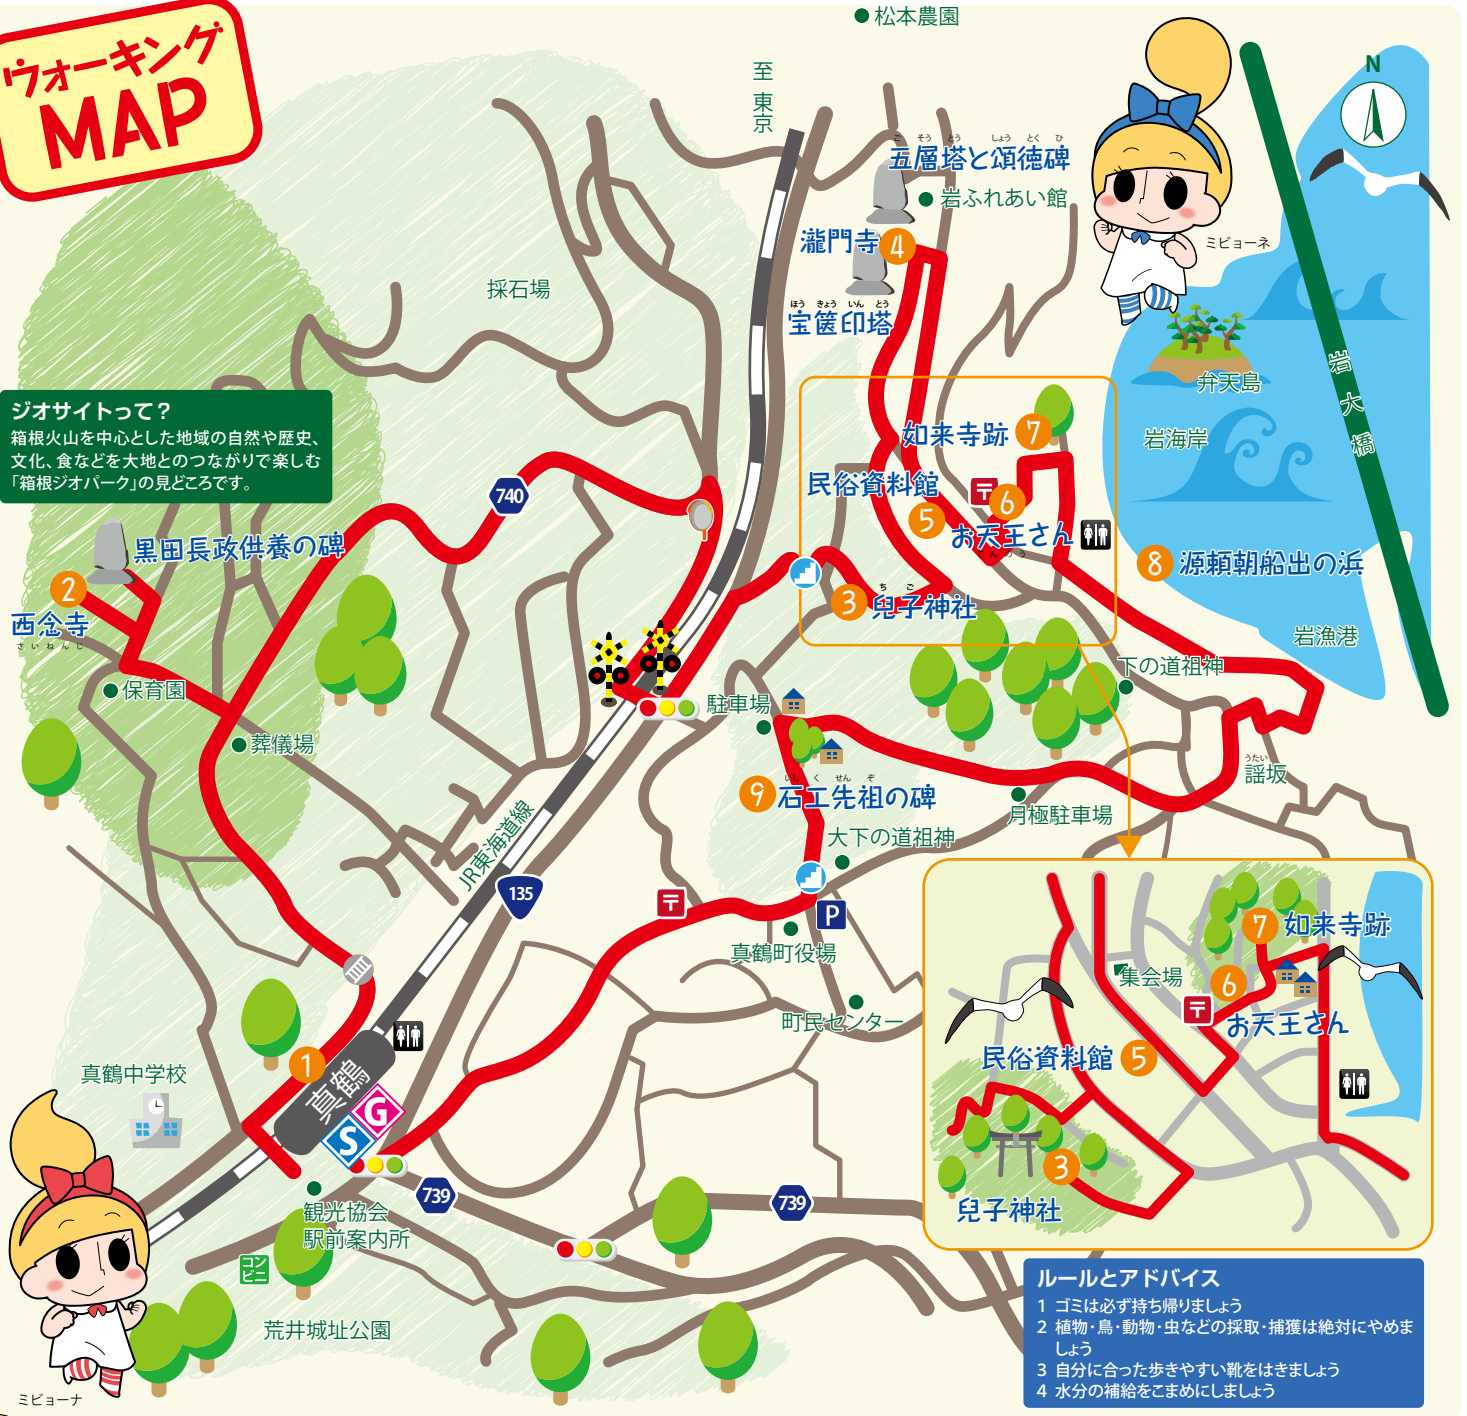 ウォーキング
MAP
松本農園
至 東京
N
ごそうとう しょうとくひ
五層塔と頌徳碑
岩ふれあい館
瀧門寺
4
ほうきょういんとう
宝篋印塔
ミビョーネ
採石場
弁天島
岩海岸
岩大橋
ジオサイトって？
箱根火山を中心とした地域の自然や歴史、
文化、食などを大地とのつながりで楽しむ
「箱根ジオパーク」の見どころです。
740
如来寺跡
7
民俗資料館
5
〒
6
お天王さん
てんのう
8
源頼朝船出の浜
黒田長政供養の碑
2
西念寺
さいねんじ
3
ちご
兒子神社
岩漁港
保育園
下の道祖神
駐車場
葬儀場
うたい
謡坂
9
いしくせんぞ
石工先祖の碑
月極駐車場
大下の道祖神
JR東海道線
135
〒
P
真鶴町役場
町民センター
1
真鶴
G
S
真鶴中学校
739
739
観光協会
駅前案内所
コン
ビニ
荒井城址公園
ミビョーナ
7
如来寺跡
集会場
6
〒
お天王さん
民俗資料館
5
3
兒子神社
ルールとアドバイス
1 ゴミは必ず持ち帰りましょう
2 植物・鳥・動物・虫などの採取・捕獲は絶対にやめま
しょう
3 自分に合った歩きやすい靴をはきましょう
4 水分の補給をこまめにしましょう